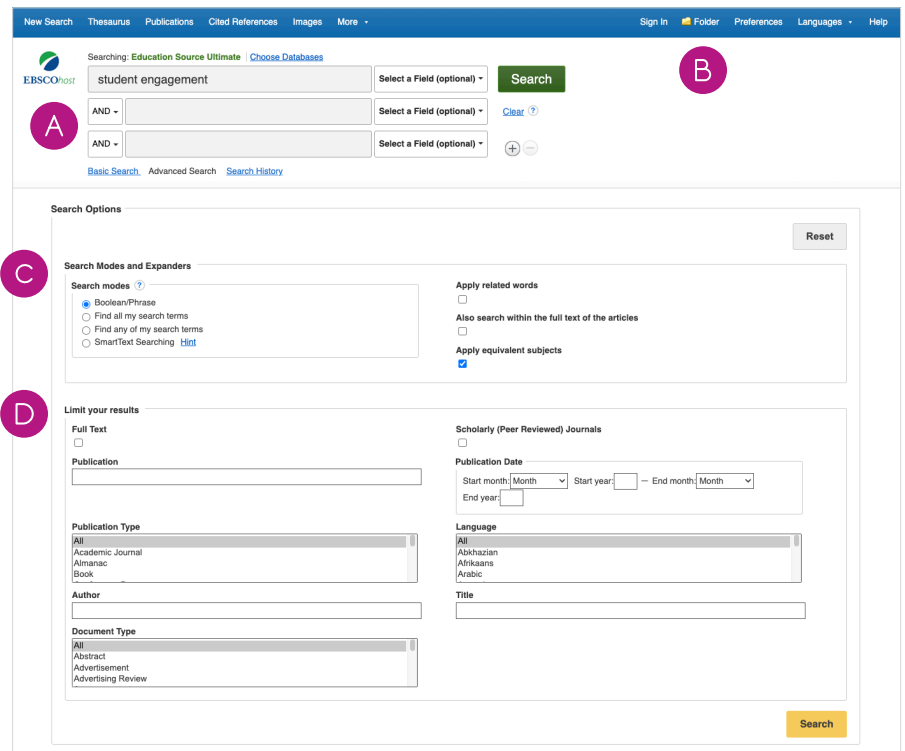 New Search Thesaurus Publications Cited References Images More Sign In Folder Preferences Languages Help
B
Searching: Education Source Ultimate Choose Databases
EBSCOhost student engagement Select a Field (optional) Search
A
AND Select a Field (optional) Clear ?
AND Select a Field (optional) + −
Basic Search Advanced Search Search History
Search Options
Reset
C
Search Modes and Expanders
Search modes ? Apply related words
Boolean/Phrase
Find all my search terms Also search within the full text of the articles
Find any of my search terms
SmartText Searching Hint Apply equivalent subjects
D
Limit your results
Full Text Scholarly (Peer Reviewed) Journals
Publication Publication Date
Start month: Month Start year: — End month: Month
End year:
Publication Type Language
All All
Academic Journal Abkhazian
Almanac Afrikaans
Book Arabic
Author Title
Document Type
All
Abstract
Advertisement
Advertising Review
Search